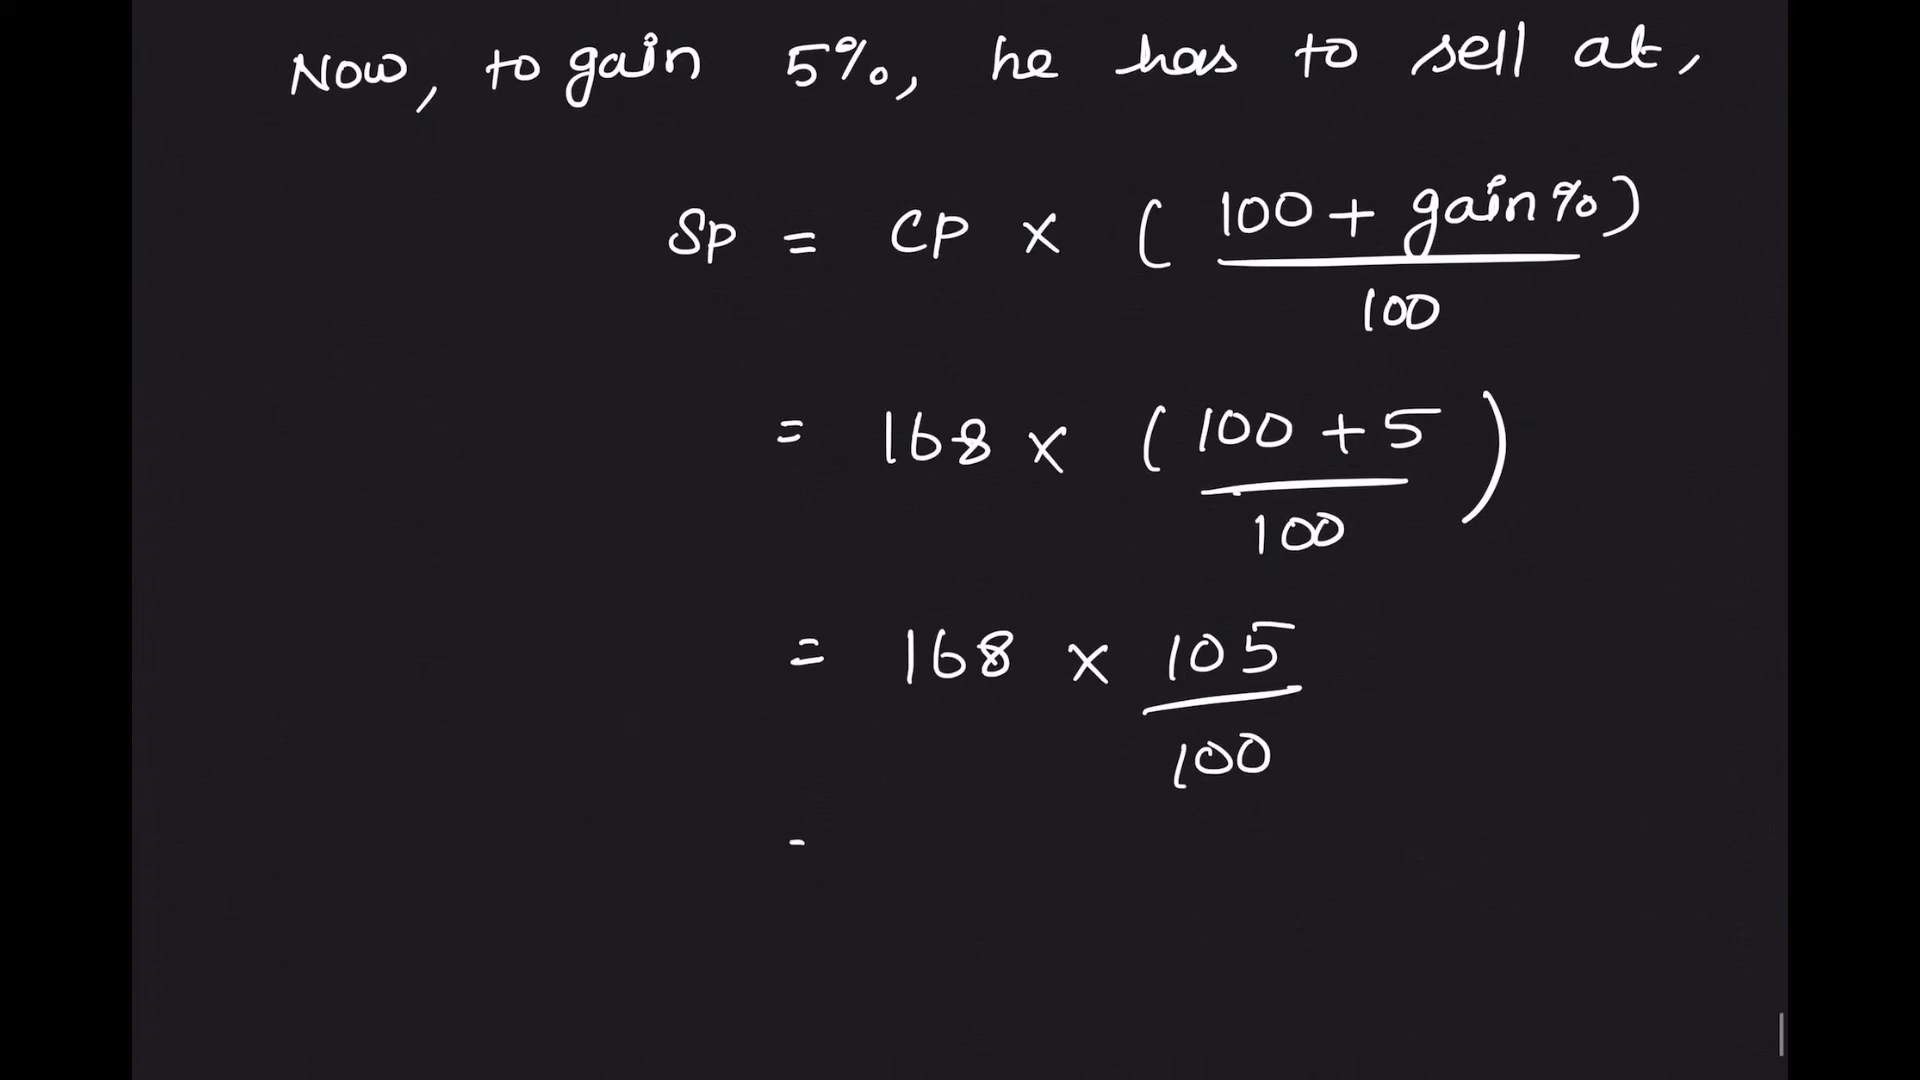 Now, to gain 5%, he has to sell at,
SP = CP × (100 + gain%)
100
= 168 × (100 + 5)
100
= 168 × 105
100
-